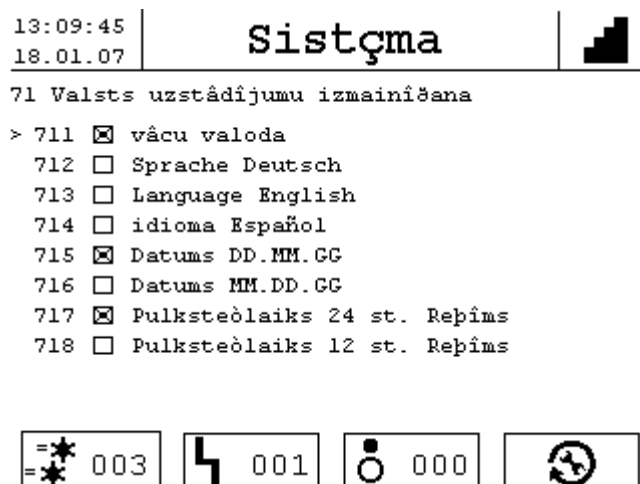 13:09:45
18.01.07
Sistçma
71 Valsts uzstâdîjumu izmainîðana
> 711 ☒ vâcu valoda
712 ☐ Sprache Deutsch
713 ☐ Language English
714 ☐ idioma Español
715 ☒ Datums DD.MM.GG
716 ☐ Datums MM.DD.GG
717 ☒ Pulksteòlaiks 24 st. Reþîms
718 ☐ Pulksteòlaiks 12 st. Reþîms
003 001 000